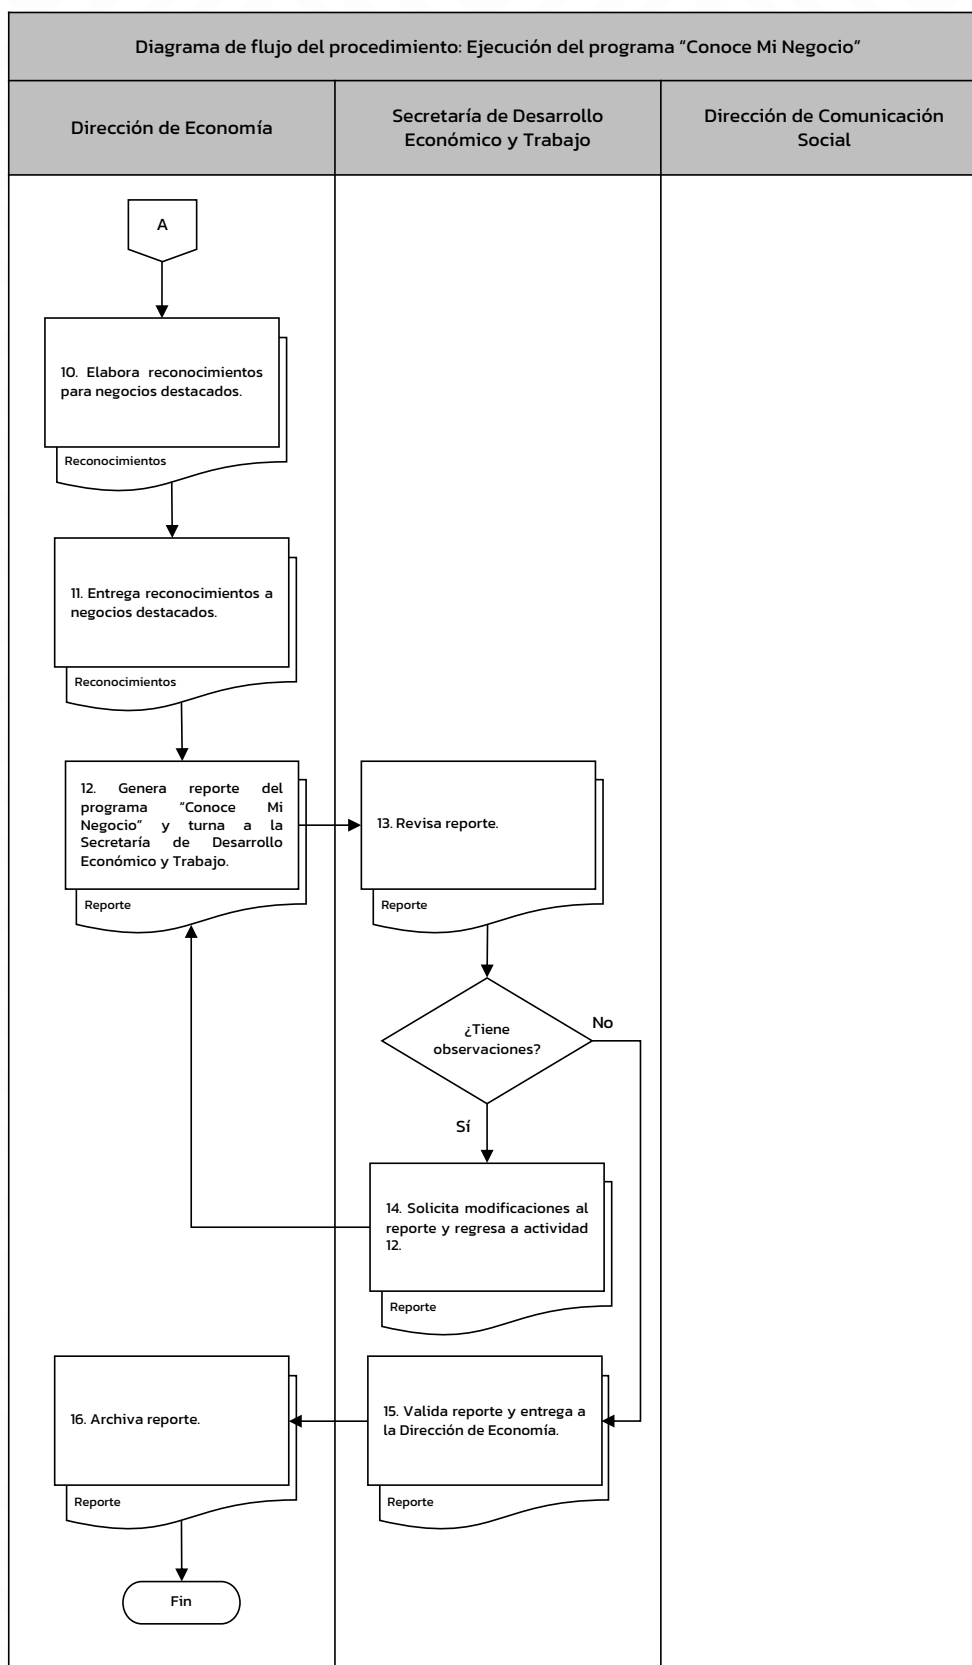 Diagrama de flujo del procedimiento: Ejecución del programa “Conoce Mi Negocio”
Dirección de Economía
Secretaría de Desarrollo
Económico y Trabajo
Dirección de Comunicación
Social
A
10. Elabora reconocimientos
para negocios destacados.
Reconocimientos
11. Entrega reconocimientos a
negocios destacados.
Reconocimientos
12. Genera reporte del
programa “Conoce Mi
Negocio” y turna a la
Secretaría de Desarrollo
Económico y Trabajo.
Reporte
13. Revisa reporte.
Reporte
¿Tiene
observaciones?
No
Sí
14. Solicita modificaciones al
reporte y regresa a actividad
12.
Reporte
15. Valida reporte y entrega a
la Dirección de Economía.
Reporte
16. Archiva reporte.
Reporte
Fin